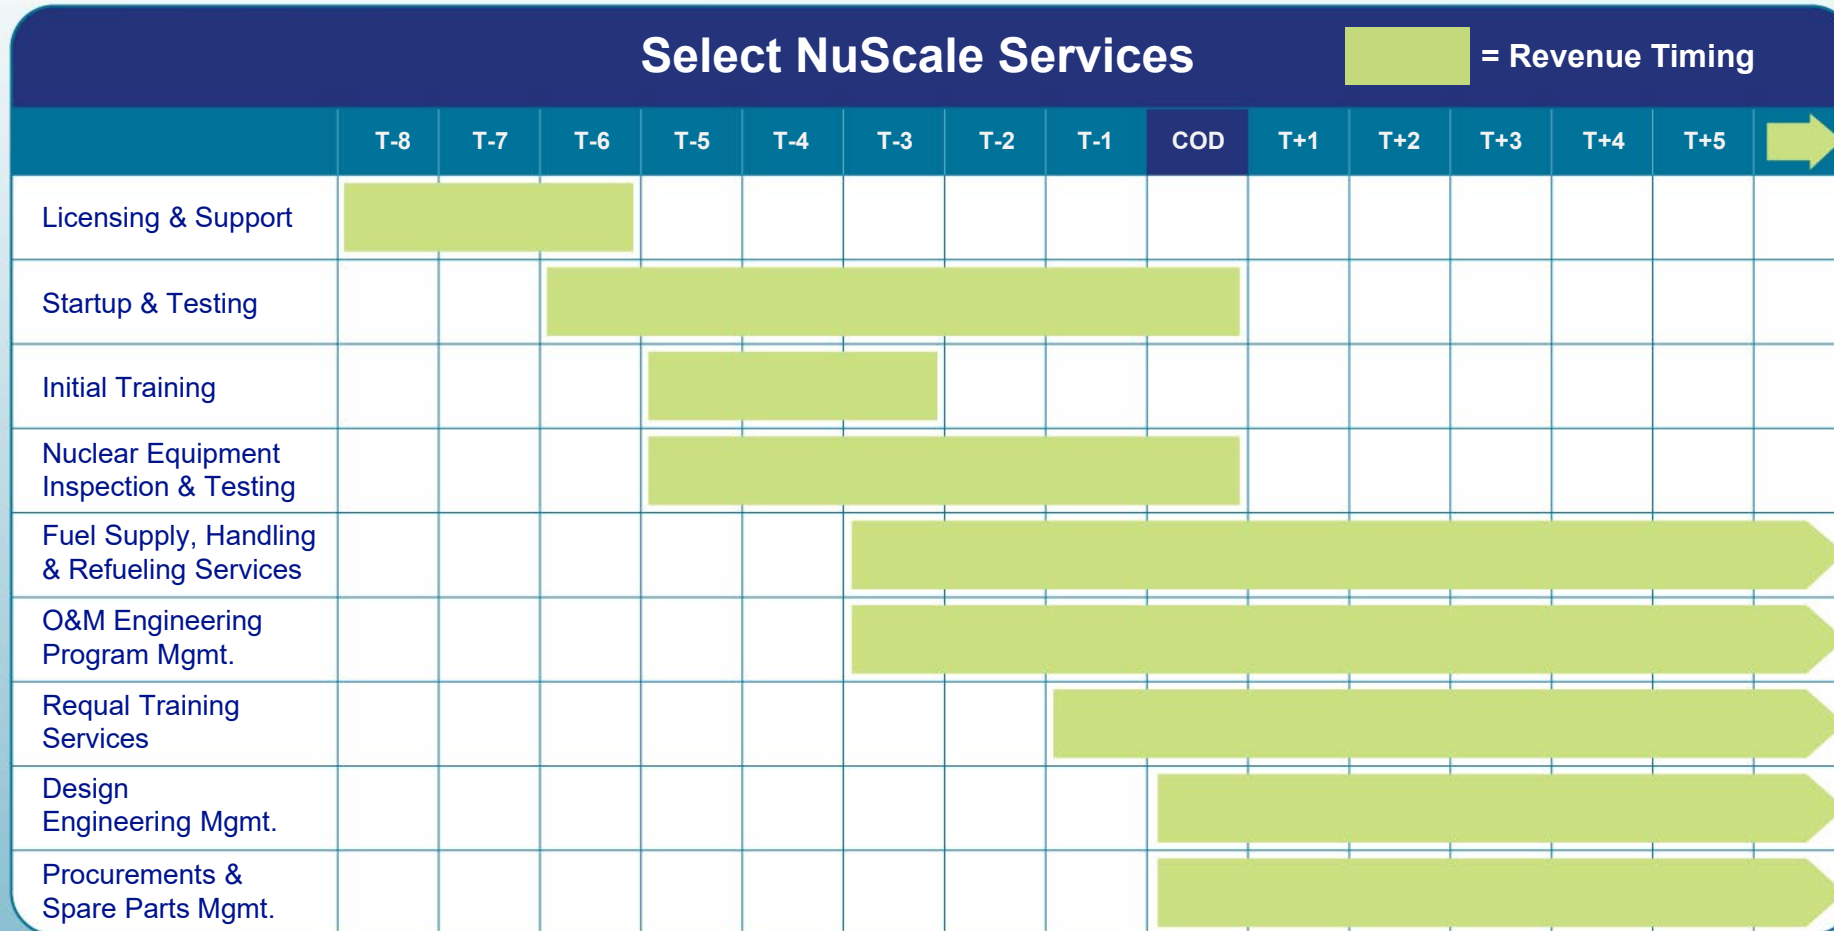 Select NuScale Services
= Revenue Timing
T-8 T-7 T-6 T-5 T-4 T-3 T-2 T-1 COD T+1 T+2 T+3 T+4 T+5
Licensing & Support
Startup & Testing
Initial Training
Nuclear Equipment
Inspection & Testing
Fuel Supply, Handling
& Refueling Services
O&M Engineering
Program Mgmt.
Requal Training
Services
Design
Engineering Mgmt.
Procurements &
Spare Parts Mgmt.